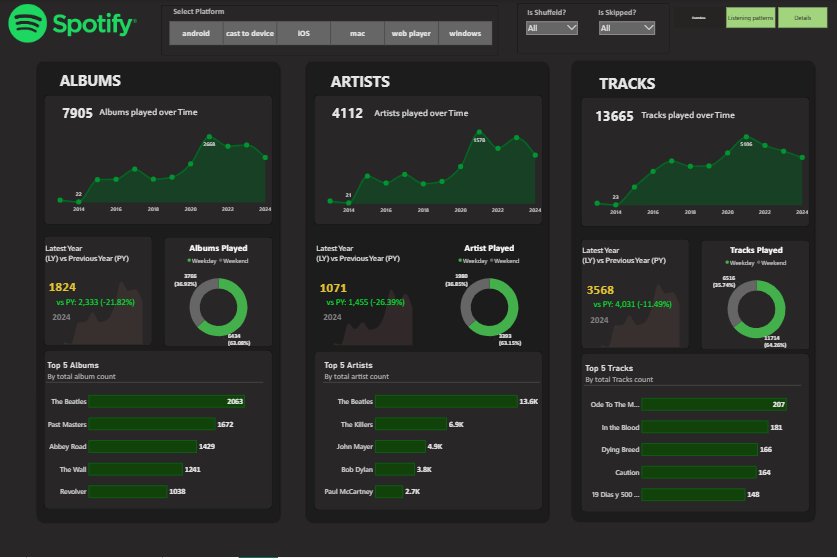 Spotify
Select Platform
android cast to device iOS mac web player windows
Is Shuffeld?
All
Is Skipped?
All
Listening patterns
Details
ALBUMS
7905 Albums played over Time
2668
22
2014 2016 2018 2020 2022 2024
Latest Year
(LY) vs Previous Year (PY)
1824
vs PY: 2,333 (-21.82%)
2024
Albums Played
Weekday Weekend
3766
(36.92%)
6434
(63.08%)
Top 5 Albums
By total album count
The Beatles 2063
Past Masters 1672
Abbey Road 1429
The Wall 1241
Revolver 1038
ARTISTS
4112 Artists played over Time
1578
21
2014 2016 2018 2020 2022 2024
Latest Year
(LY) vs Previous Year (PY)
1071
vs PY: 1,455 (-26.39%)
2024
Artist Played
Weekday Weekend
1980
(36.85%)
3393
(63.15%)
Top 5 Artists
By total artist count
The Beatles 13.6K
The Killers 6.9K
John Mayer 4.9K
Bob Dylan 3.8K
Paul McCartney 2.7K
TRACKS
13665 Tracks played over Time
5106
23
2014 2016 2018 2020 2022 2024
Latest Year
(LY) vs Previous Year (PY)
3568
vs PY: 4,031 (-11.49%)
2024
Tracks Played
Weekday Weekend
6516
(35.74%)
11714
(64.26%)
Top 5 Tracks
By total Tracks count
Ode To The M... 207
In the Blood 181
Dying Breed 166
Caution 164
19 Dias y 500 ... 148